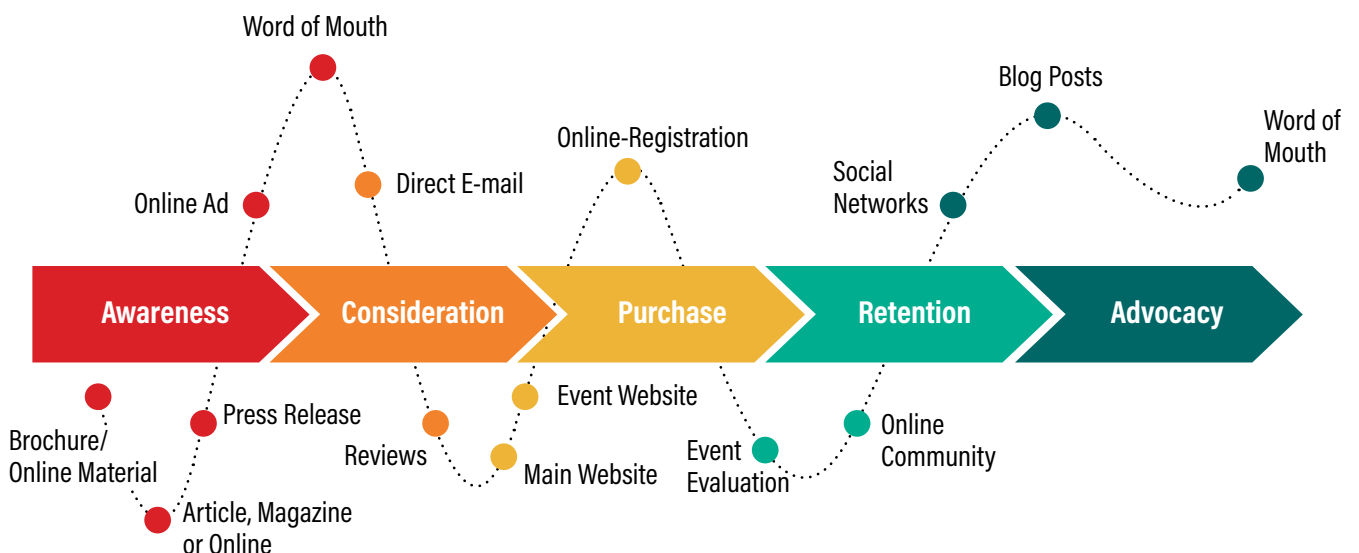 Word of Mouth
Blog Posts
Online-Registration
Word of
Mouth
Direct E-mail
Social
Networks
Online Ad
Awareness
Consideration
Purchase
Retention
Advocacy
Brochure/
Online Material
Press Release
Article, Magazine
or Online
Reviews
Event Website
Main Website
Event
Evaluation
Online
Community